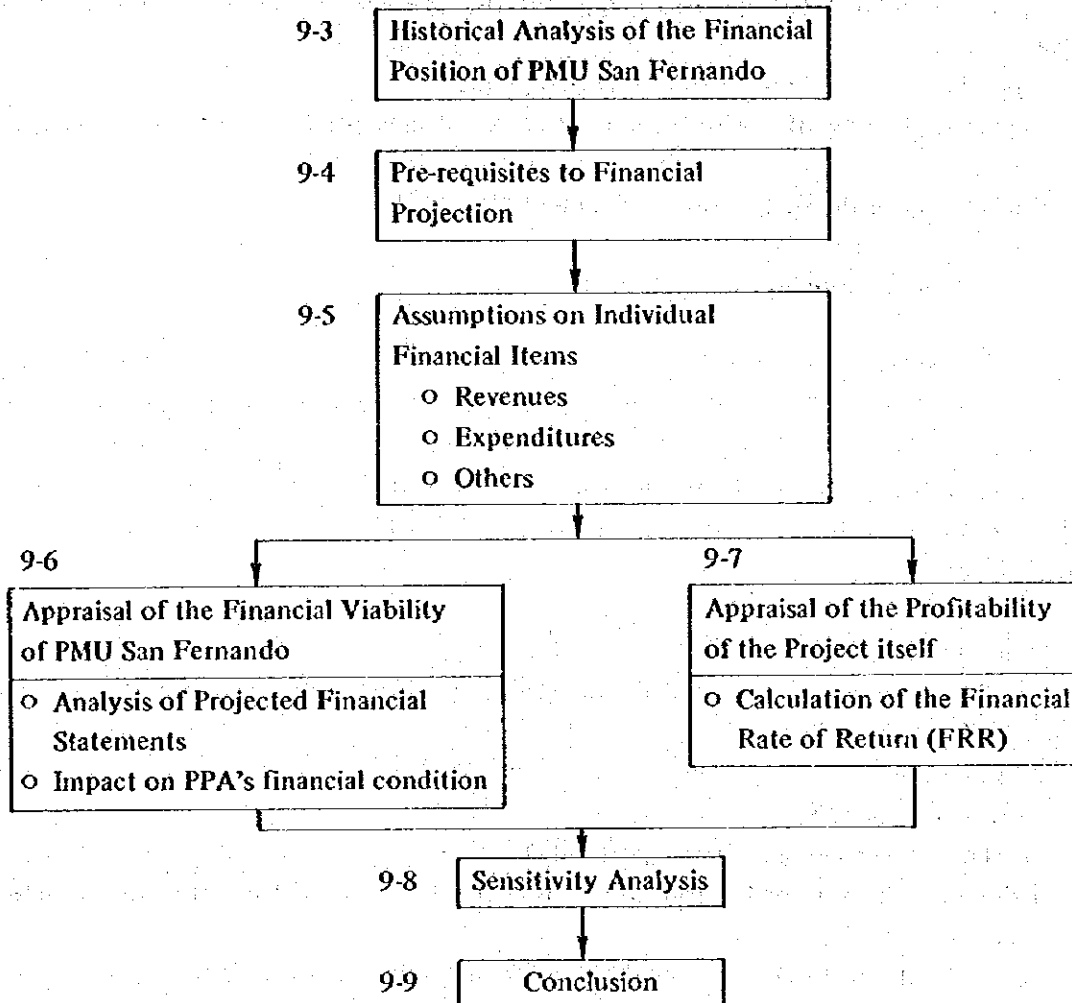 9-3 Historical Analysis of the Financial
Position of PMU San Fernando
9-4 Pre-requisites to Financial
Projection
9-5 Assumptions on Individual
Financial Items
o Revenues
o Expenditures
o Others
9-6
Appraisal of the Financial Viability
of PMU San Fernando
o Analysis of Projected Financial
Statements
o Impact on PPA's financial condition
9-7
Appraisal of the Profitability
of the Project itself
o Calculation of the Financial
Rate of Return (FRR)
9-8 Sensitivity Analysis
9-9 Conclusion